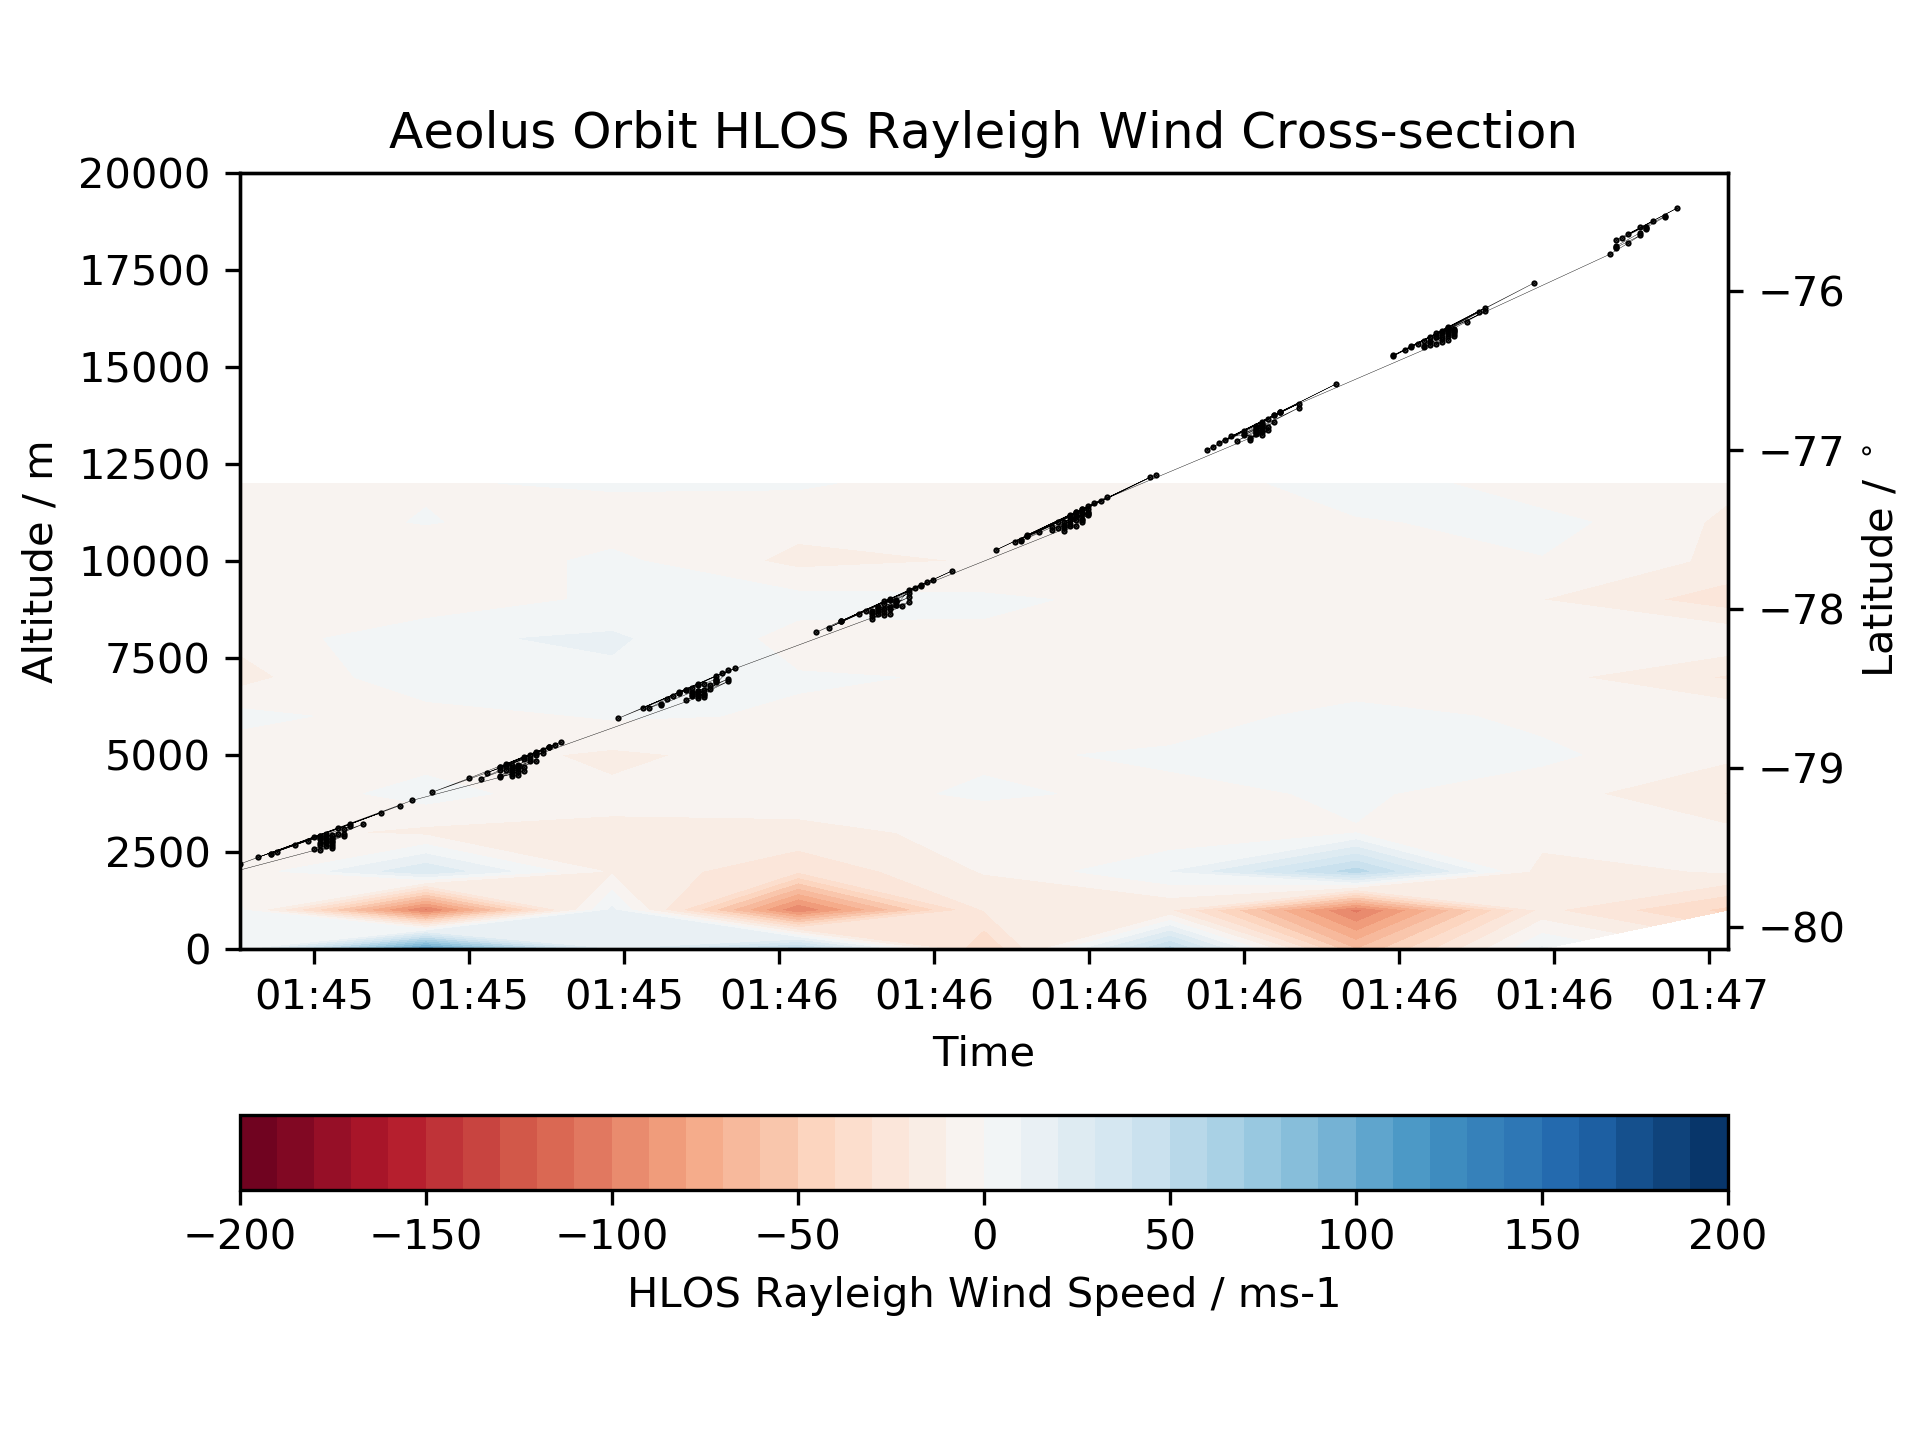 Aeolus Orbit HLOS Rayleigh Wind Cross-section
20000
17500
15000
12500
10000
7500
5000
2500
0
Altitude / m
−76
−77
−78
−79
−80
Latitude / °
01:45 01:45 01:45 01:46 01:46 01:46 01:46 01:46 01:46 01:47
Time
−200 −150 −100 −50 0 50 100 150 200
HLOS Rayleigh Wind Speed / ms-1